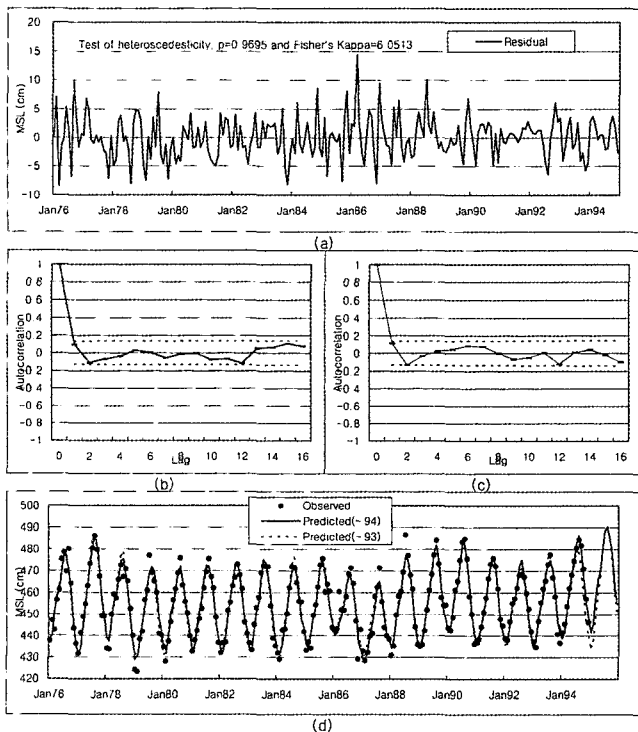 20
15
10
5
0
-5
-10
MSL (cm)
Test of heteroscedesticity, p=0.9695 and Fisher's Kappa=6.0513
Residual
Jan76 Jan78 Jan80 Jan82 Jan84 Jan86 Jan88 Jan90 Jan92 Jan94
(a)
1
0.8
0.6
0.4
0.2
0
-0.2
-0.4
-0.6
-0.8
-1
Autocorrelation
0 2 4 6 8 10 12 14 16
Lag
(b)
1
0.8
0.6
0.4
0.2
0
-0.2
-0.4
-0.6
-0.8
-1
Autocorrelation
0 2 4 6 8 10 12 14 16
Lag
(c)
500
490
480
470
460
450
440
430
420
MSL (cm)
Observed
Predicted(~94)
Predicted(~93)
Jan76 Jan78 Jan80 Jan82 Jan84 Jan86 Jan88 Jan90 Jan92 Jan94
(d)